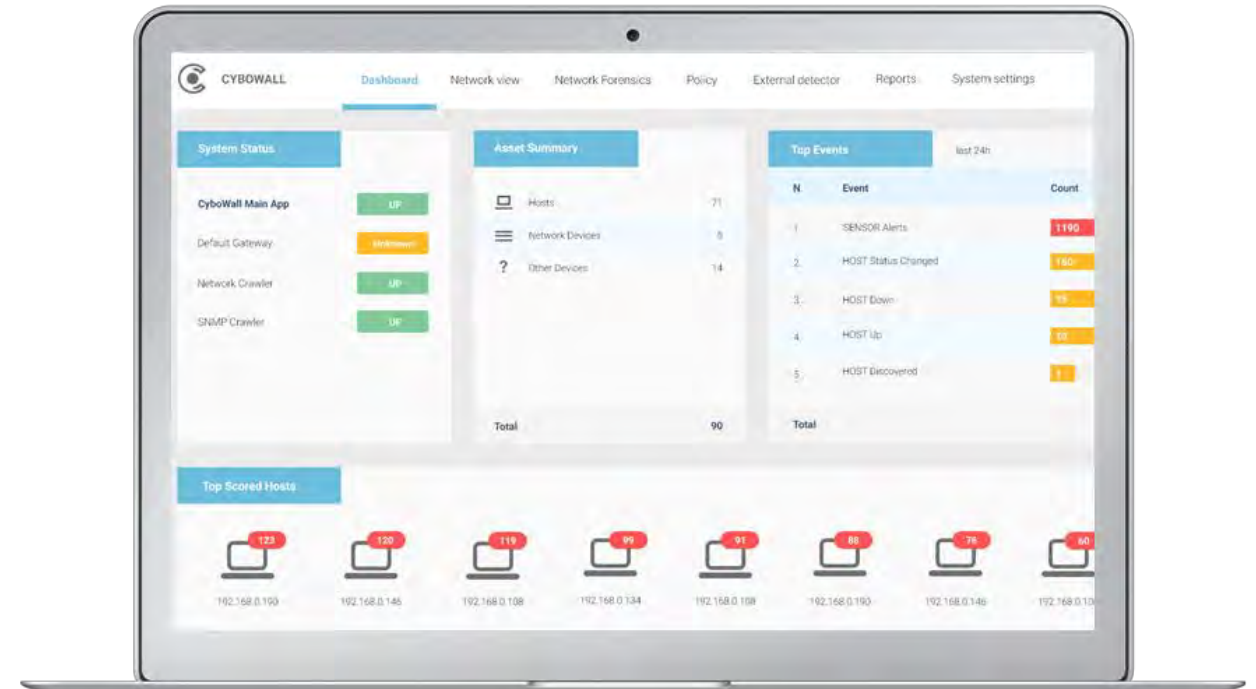 CYBOWALL
Dashboard
Network view
Network Forensics
Policy
External detector
Reports
System settings
System Status
CyboWall Main App UP
Default Gateway Unknown
Network Crawler UP
SNMP Crawler UP
Asset Summary
Hosts 71
Network Devices
? Other Devices 14
Total 90
Top Events last 24h
N Event Count
1 SENSOR Alerts 1190
2 HOST Status Changed
3 HOST Down
4 HOST Up
5 HOST Discovered
Total
Top Scored Hosts
123 120 119 99 91 88 76 60
192.168.0.190 192.168.0.146 192.168.0.108 192.168.0.134 192.168.0.108 192.168.0.190 192.168.0.146 192.168.0.10